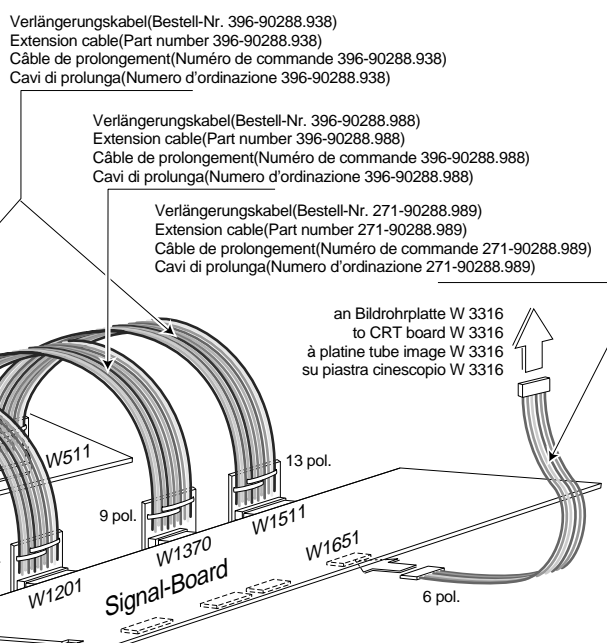 Verlängerungskabel(Bestell-Nr. 396-90288.938)
Extension cable(Part number 396-90288.938)
Câble de prolongement(Numéro de commande 396-90288.938)
Cavi di prolunga(Numero d'ordinazione 396-90288.938)
Verlängerungskabel(Bestell-Nr. 396-90288.988)
Extension cable(Part number 396-90288.988)
Câble de prolongement(Numéro de commande 396-90288.988)
Cavi di prolunga(Numero d'ordinazione 396-90288.988)
Verlängerungskabel(Bestell-Nr. 271-90288.989)
Extension cable(Part number 271-90288.989)
Câble de prolongement(Numéro de commande 271-90288.989)
Cavi di prolunga(Numero d'ordinazione 271-90288.989)
an Bildrohrplatte W 3316
to CRT board W 3316
à platine tube image W 3316
su piastra cinescopio W 3316
W511
13 pol.
9 pol.
W1511
W1370
W1651
W1201
Signal-Board
6 pol.